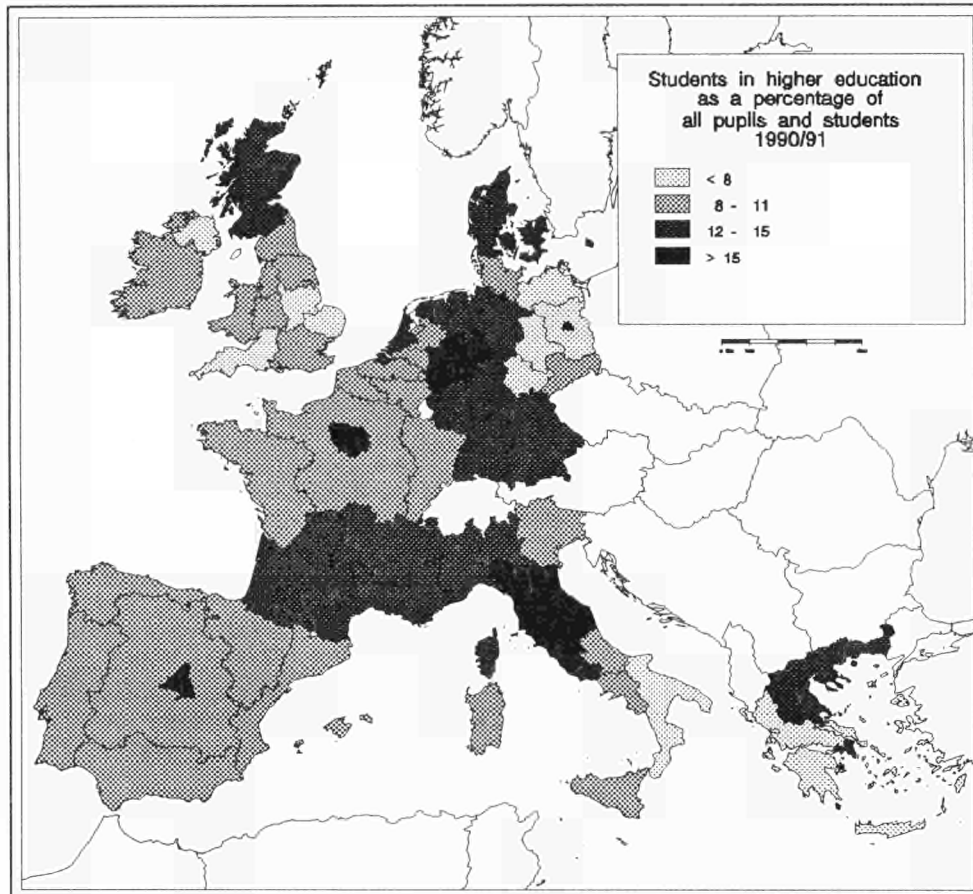 Students in higher education
as a percentage of
all pupils and students
1990/91
< 8
8 - 11
12 - 15
> 15